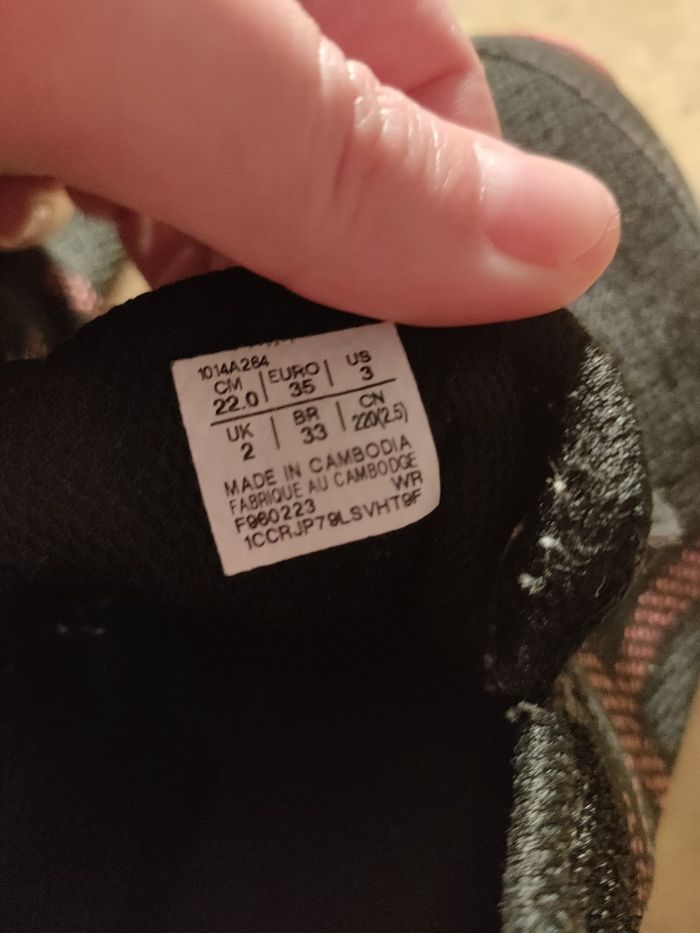 1014A284
CM | EURO | US
22.0 | 35 | 3
UK | BR | CN
2 | 33 | 220(2.5)
MADE IN CAMBODIA
FABRIQUE AU CAMBODGE
F960223 WR
1CCRJP79LSVHT9F